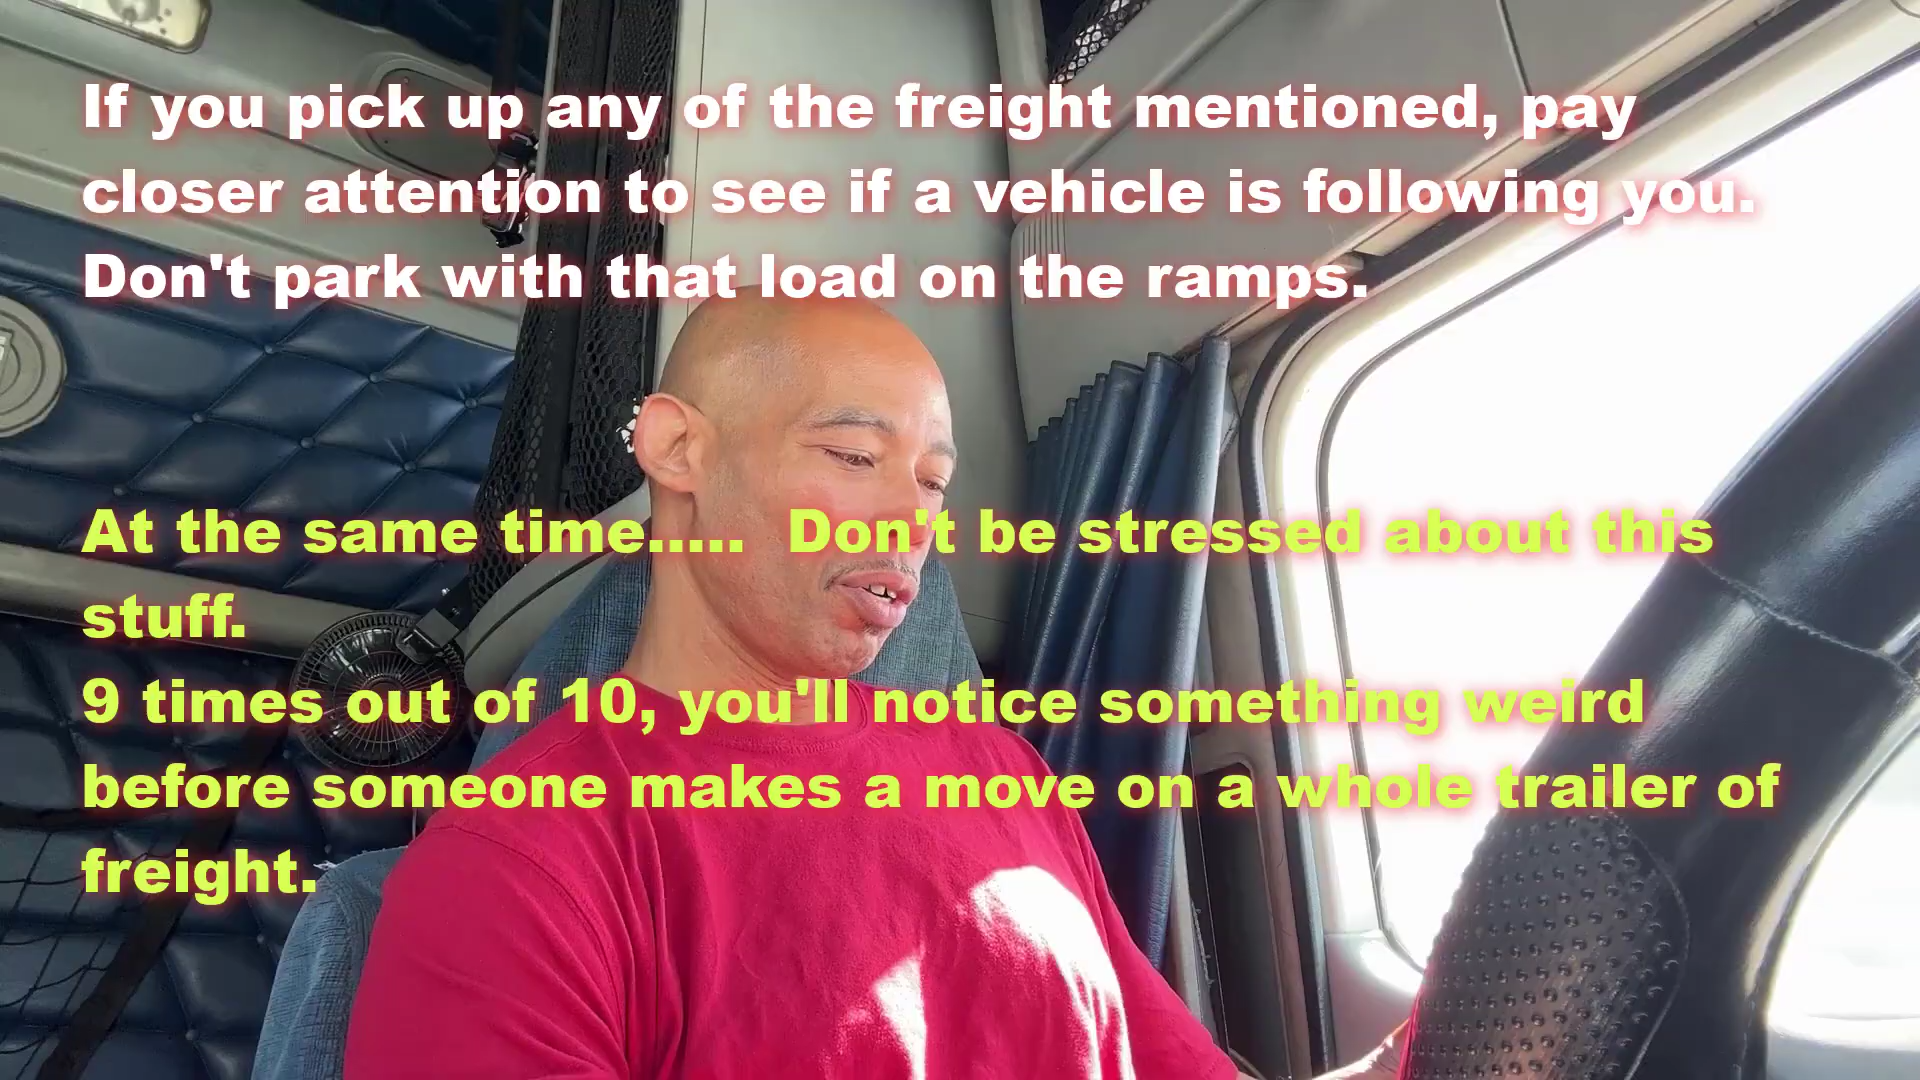 If you pick up any of the freight mentioned, pay
closer attention to see if a vehicle is following you.
Don't park with that load on the ramps.
At the same time..... Don't be stressed about this
stuff.
9 times out of 10, you'll notice something weird
before someone makes a move on a whole trailer of
freight.